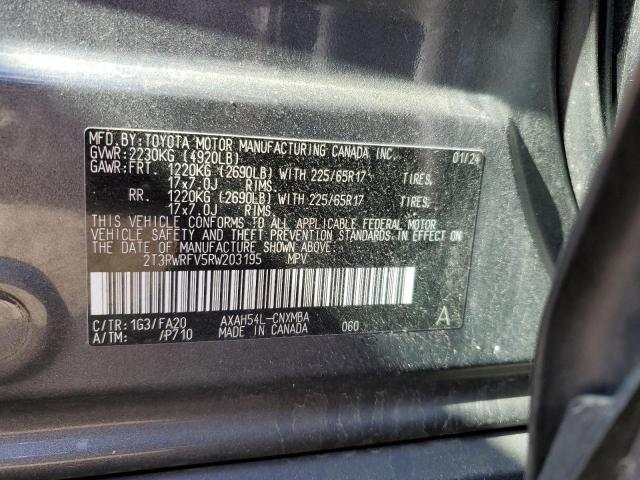 MFD. BY: TOYOTA MOTOR MANUFACTURING CANADA INC. 01/24
GVWR: 2230KG (4920LB)
GAWR: FRT. 1220KG (2690LB) WITH 225/65R17 TIRES,
17x7.0J RIMS,
RR. 1220KG (2690LB) WITH 225/65R17 TIRES,
17x7.0J RIMS,
THIS VEHICLE CONFORMS TO ALL APPLICABLE FEDERAL MOTOR
VEHICLE SAFETY AND THEFT PREVENTION STANDARDS IN EFFECT ON
THE DATE OF MANUFACTURE SHOWN ABOVE.
2T3RWRFV5RW203195 MPV
C/TR: 1G3/FA20 AXAH54L-CNXMBA
A/TM: /P710 MADE IN CANADA 060 A